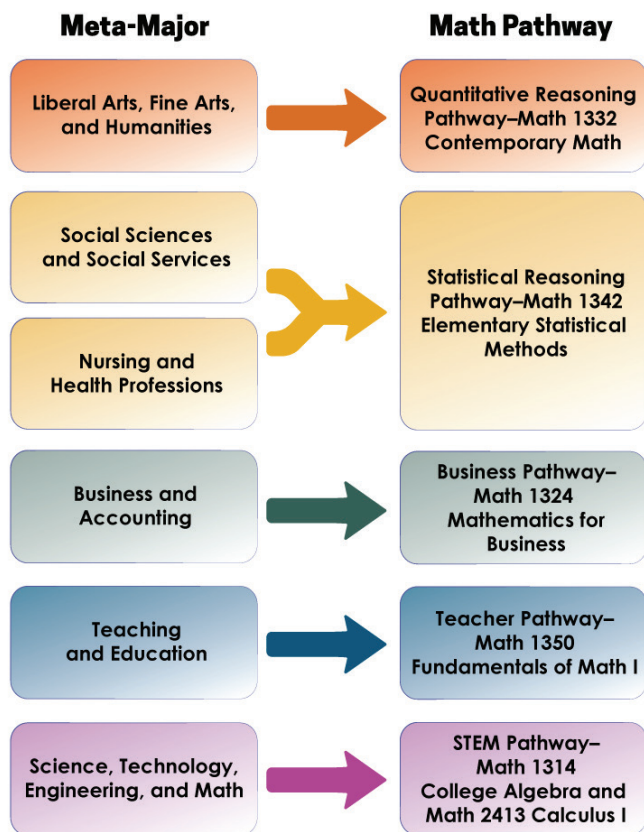 Meta-Major
Math Pathway
Liberal Arts, Fine Arts,
and Humanities
Quantitative Reasoning
Pathway–Math 1332
Contemporary Math
Social Sciences
and Social Services
Nursing and
Health Professions
Statistical Reasoning
Pathway–Math 1342
Elementary Statistical
Methods
Business and
Accounting
Business Pathway–
Math 1324
Mathematics for
Business
Teaching
and Education
Teacher Pathway–
Math 1350
Fundamentals of Math I
Science, Technology,
Engineering, and Math
STEM Pathway–
Math 1314
College Algebra and
Math 2413 Calculus I